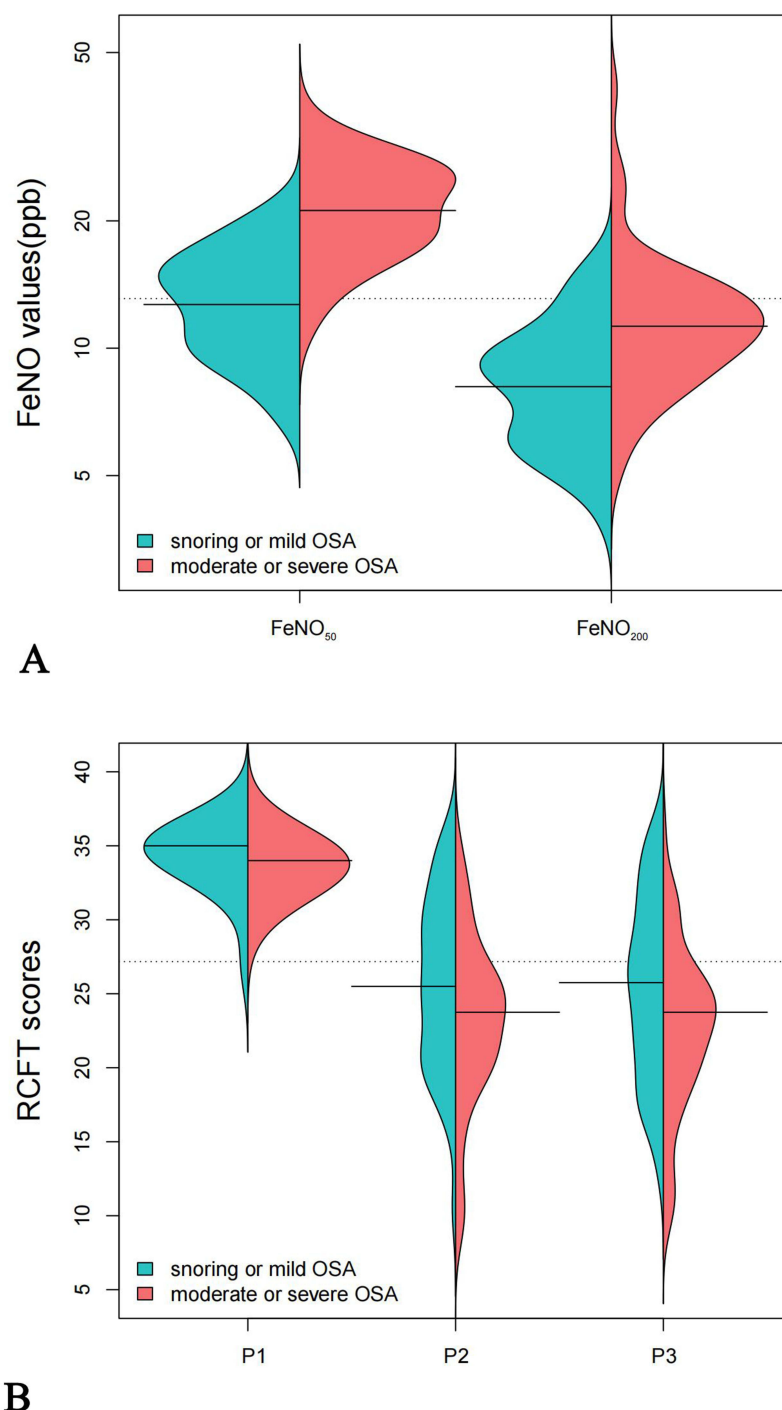 FeNO values(ppb)
50
20
10
5
snoring or mild OSA
moderate or severe OSA
FeNO₅₀
FeNO₂₀₀
A
RCFT scores
40
35
30
25
20
15
10
5
snoring or mild OSA
moderate or severe OSA
P1
P2
P3
B